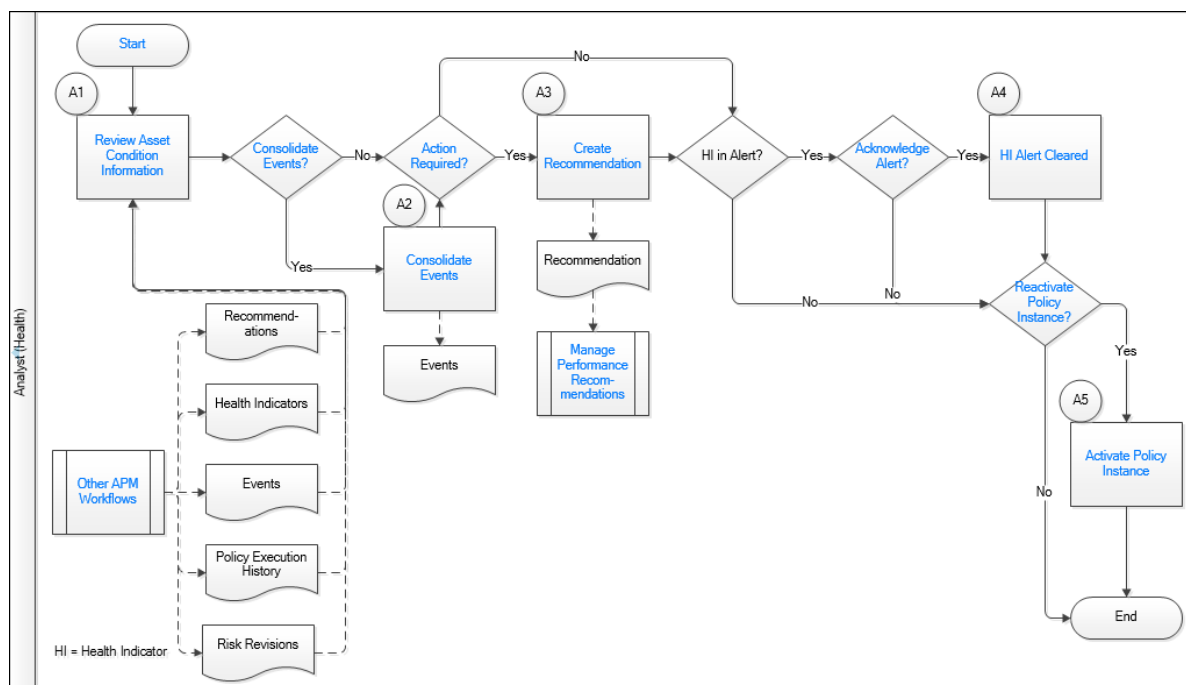 Start
A1
Review Asset
Condition
Information
Consolidate
Events?
No
Yes
Action
Required?
No
Yes
A2
Consolidate
Events
Events
A3
Create
Recommendation
Recommendation
Manage
Performance
Recom-
mendations
HI in Alert?
Yes
No
Acknowledge
Alert?
Yes
No
A4
HI Alert Cleared
Reactivate
Policy
Instance?
Yes
No
A5
Activate Policy
Instance
End
Analyst (Health)
Other APM
Workflows
Recommend-
ations
Health Indicators
Events
Policy Execution
History
Risk Revisions
HI = Health Indicator